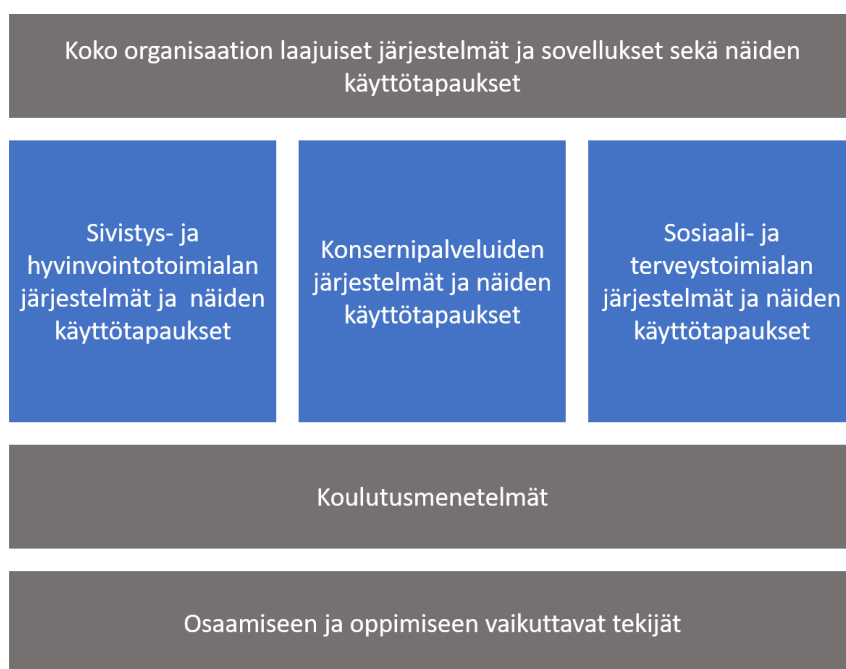 Koko organisaation laajuiset järjestelmät ja sovellukset sekä näiden
käyttötapaukset
Sivistys- ja
hyvinvointotoimialan
järjestelmät ja  näiden
käyttötapaukset
Konsernipalveluiden
järjestelmät ja näiden
käyttötapaukset
Sosiaali- ja
terveystoimialan
järjestelmät ja näiden
käyttötapaukset
Koulutusmenetelmät
Osaamiseen ja oppimiseen vaikuttavat tekijät